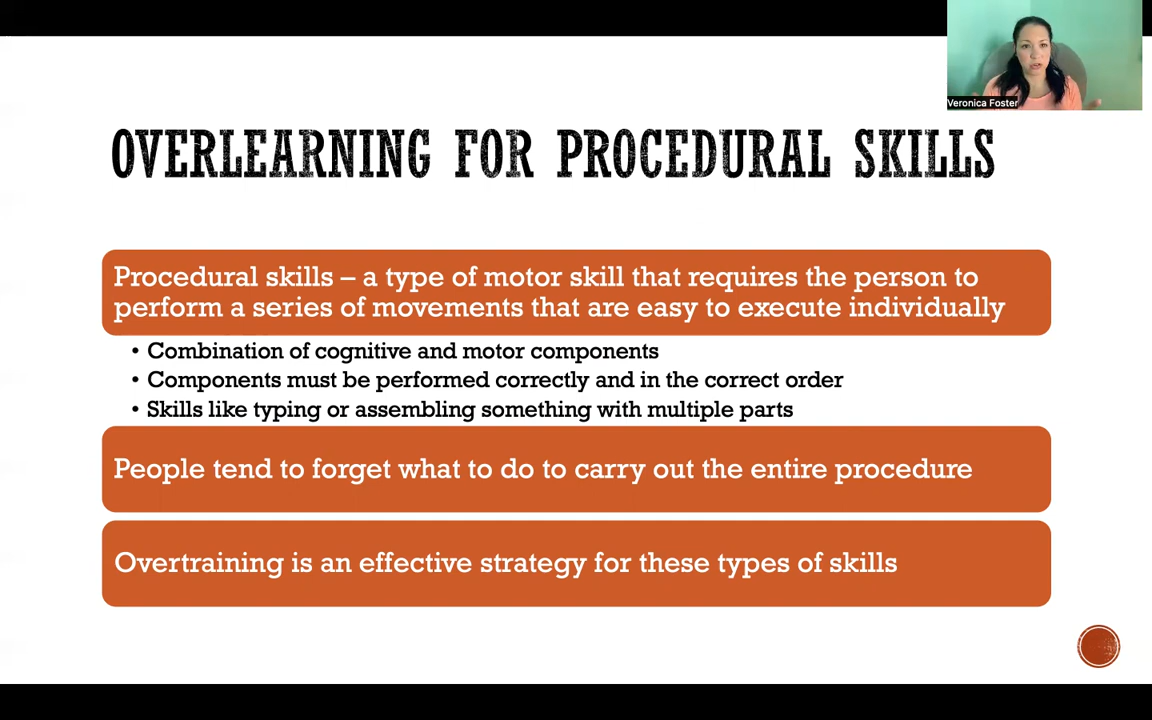 Veronica Foster
OVERLEARNING FOR PROCEDURAL SKILLS
Procedural skills – a type of motor skill that requires the person to
perform a series of movements that are easy to execute individually
• Combination of cognitive and motor components
• Components must be performed correctly and in the correct order
• Skills like typing or assembling something with multiple parts
People tend to forget what to do to carry out the entire procedure
Overtraining is an effective strategy for these types of skills